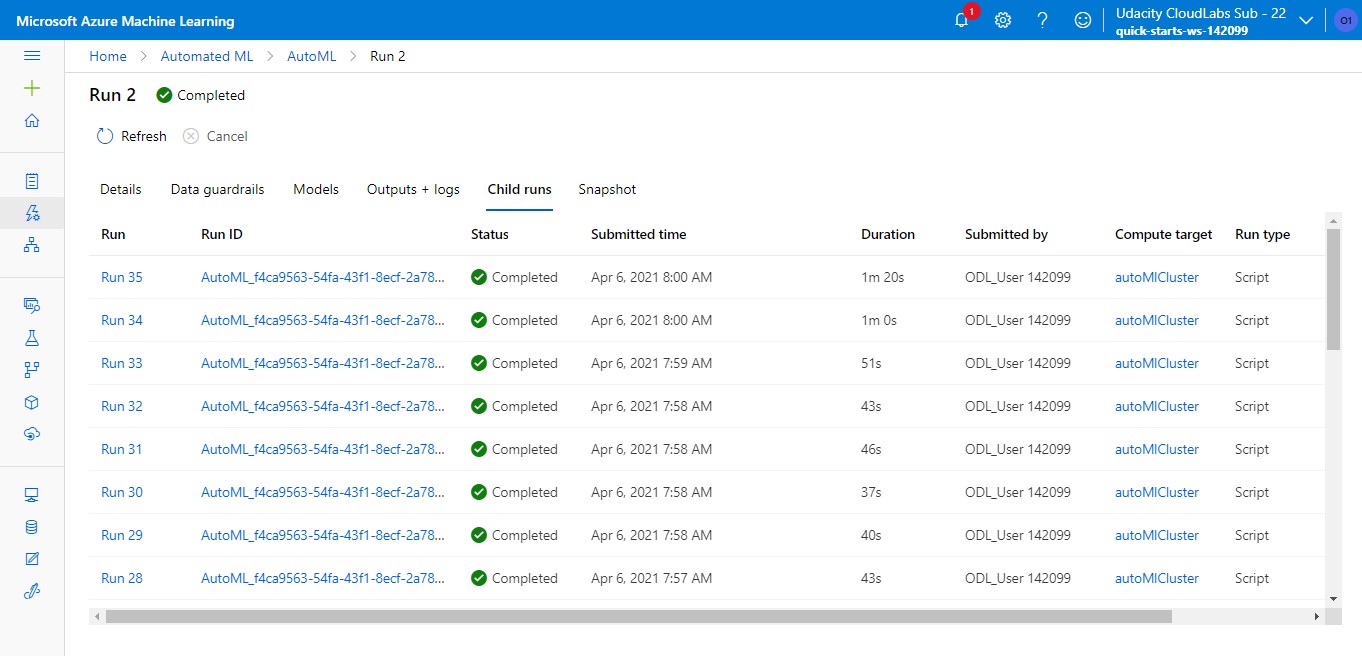 Microsoft Azure Machine Learning
1
?
Udacity CloudLabs Sub - 22
quick-starts-ws-142099
O1
Home > Automated ML > AutoML > Run 2
Run 2 Completed
Refresh Cancel
Details Data guardrails Models Outputs + logs Child runs Snapshot
Run Run ID Status Submitted time Duration Submitted by Compute target Run type
Run 35 AutoML_f4ca9563-54fa-43f1-8ecf-2a78... Completed Apr 6, 2021 8:00 AM 1m 20s ODL_User 142099 autoMlCluster Script
Run 34 AutoML_f4ca9563-54fa-43f1-8ecf-2a78... Completed Apr 6, 2021 8:00 AM 1m 0s ODL_User 142099 autoMlCluster Script
Run 33 AutoML_f4ca9563-54fa-43f1-8ecf-2a78... Completed Apr 6, 2021 7:59 AM 51s ODL_User 142099 autoMlCluster Script
Run 32 AutoML_f4ca9563-54fa-43f1-8ecf-2a78... Completed Apr 6, 2021 7:58 AM 43s ODL_User 142099 autoMlCluster Script
Run 31 AutoML_f4ca9563-54fa-43f1-8ecf-2a78... Completed Apr 6, 2021 7:58 AM 46s ODL_User 142099 autoMlCluster Script
Run 30 AutoML_f4ca9563-54fa-43f1-8ecf-2a78... Completed Apr 6, 2021 7:58 AM 37s ODL_User 142099 autoMlCluster Script
Run 29 AutoML_f4ca9563-54fa-43f1-8ecf-2a78... Completed Apr 6, 2021 7:58 AM 40s ODL_User 142099 autoMlCluster Script
Run 28 AutoML_f4ca9563-54fa-43f1-8ecf-2a78... Completed Apr 6, 2021 7:57 AM 43s ODL_User 142099 autoMlCluster Script